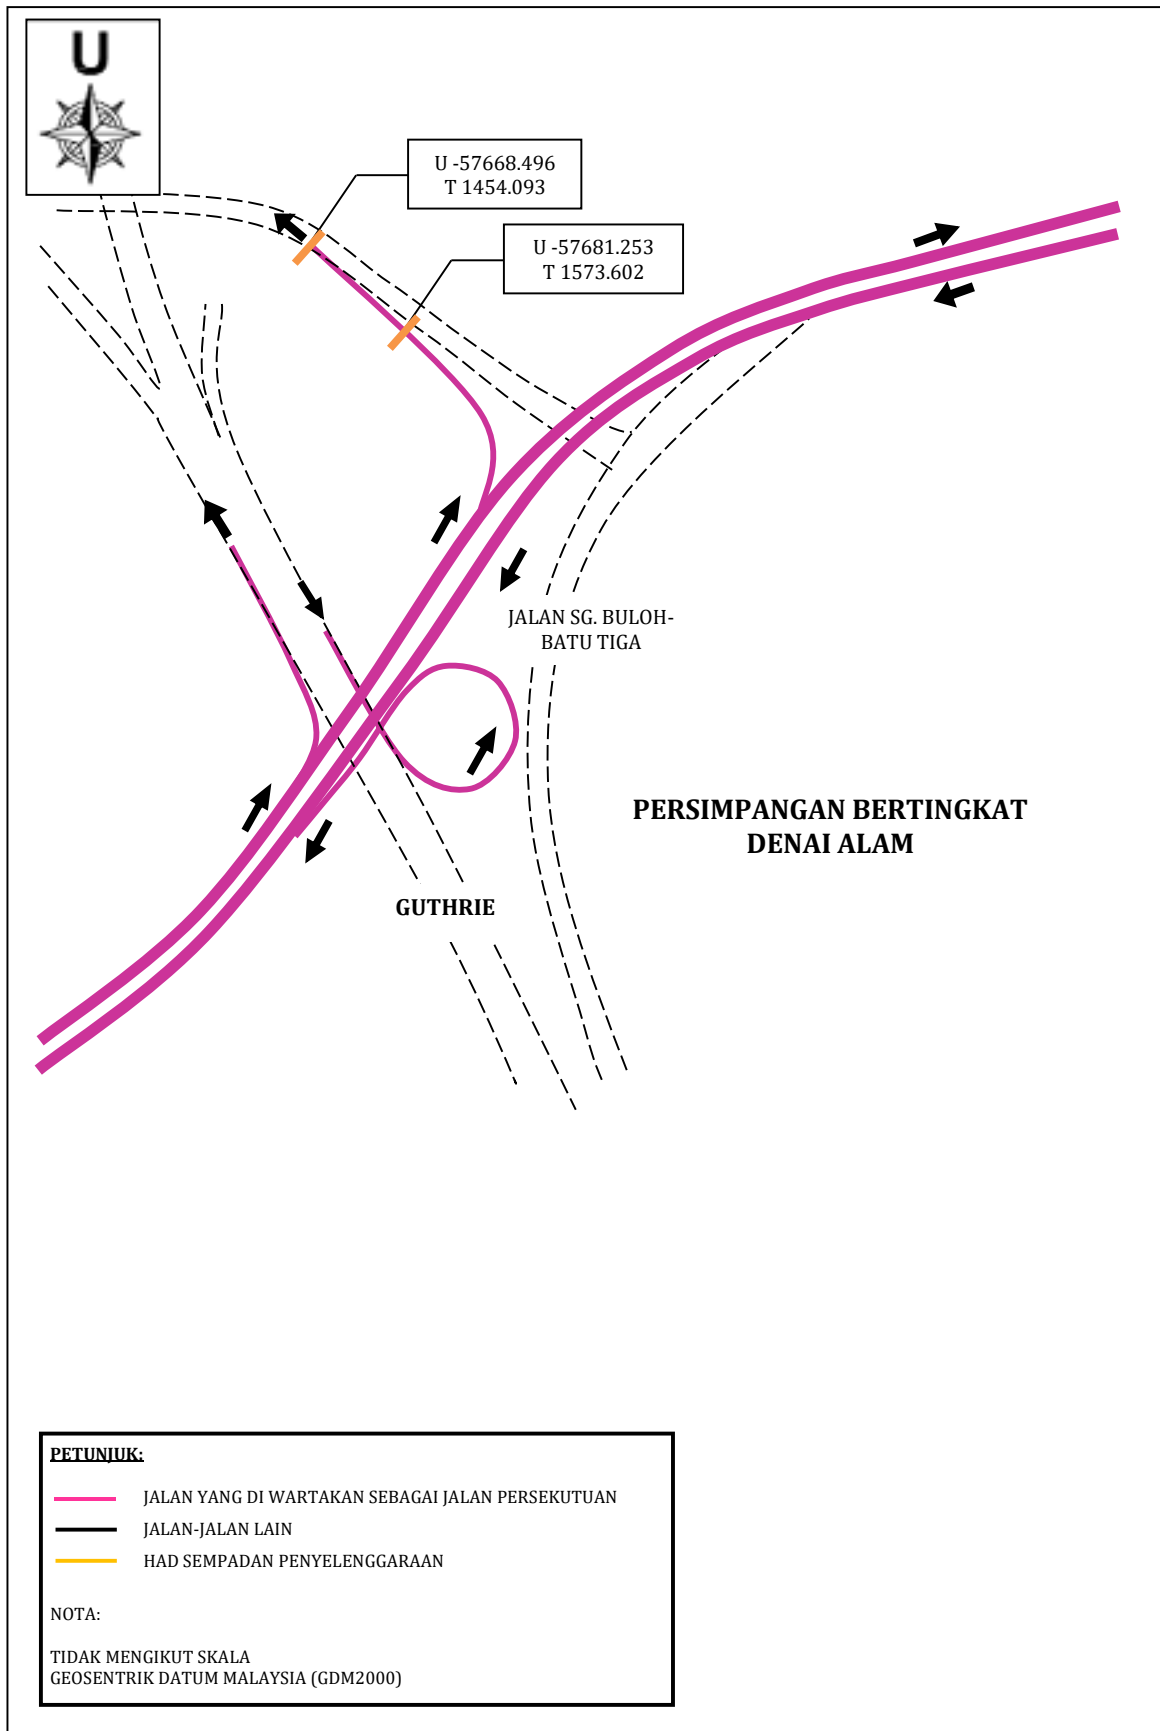 U
U -57668.496
T 1454.093
U -57681.253
T 1573.602
JALAN SG. BULOH-
BATU TIGA
PERSIMPANGAN BERTINGKAT
DENAI ALAM
GUTHRIE
PETUNJUK:
JALAN YANG DI WARTAKAN SEBAGAI JALAN PERSEKUTUAN
JALAN-JALAN LAIN
HAD SEMPADAN PENYELENGGARAAN
NOTA:
TIDAK MENGIKUT SKALA
GEOSENTRIK DATUM MALAYSIA (GDM2000)